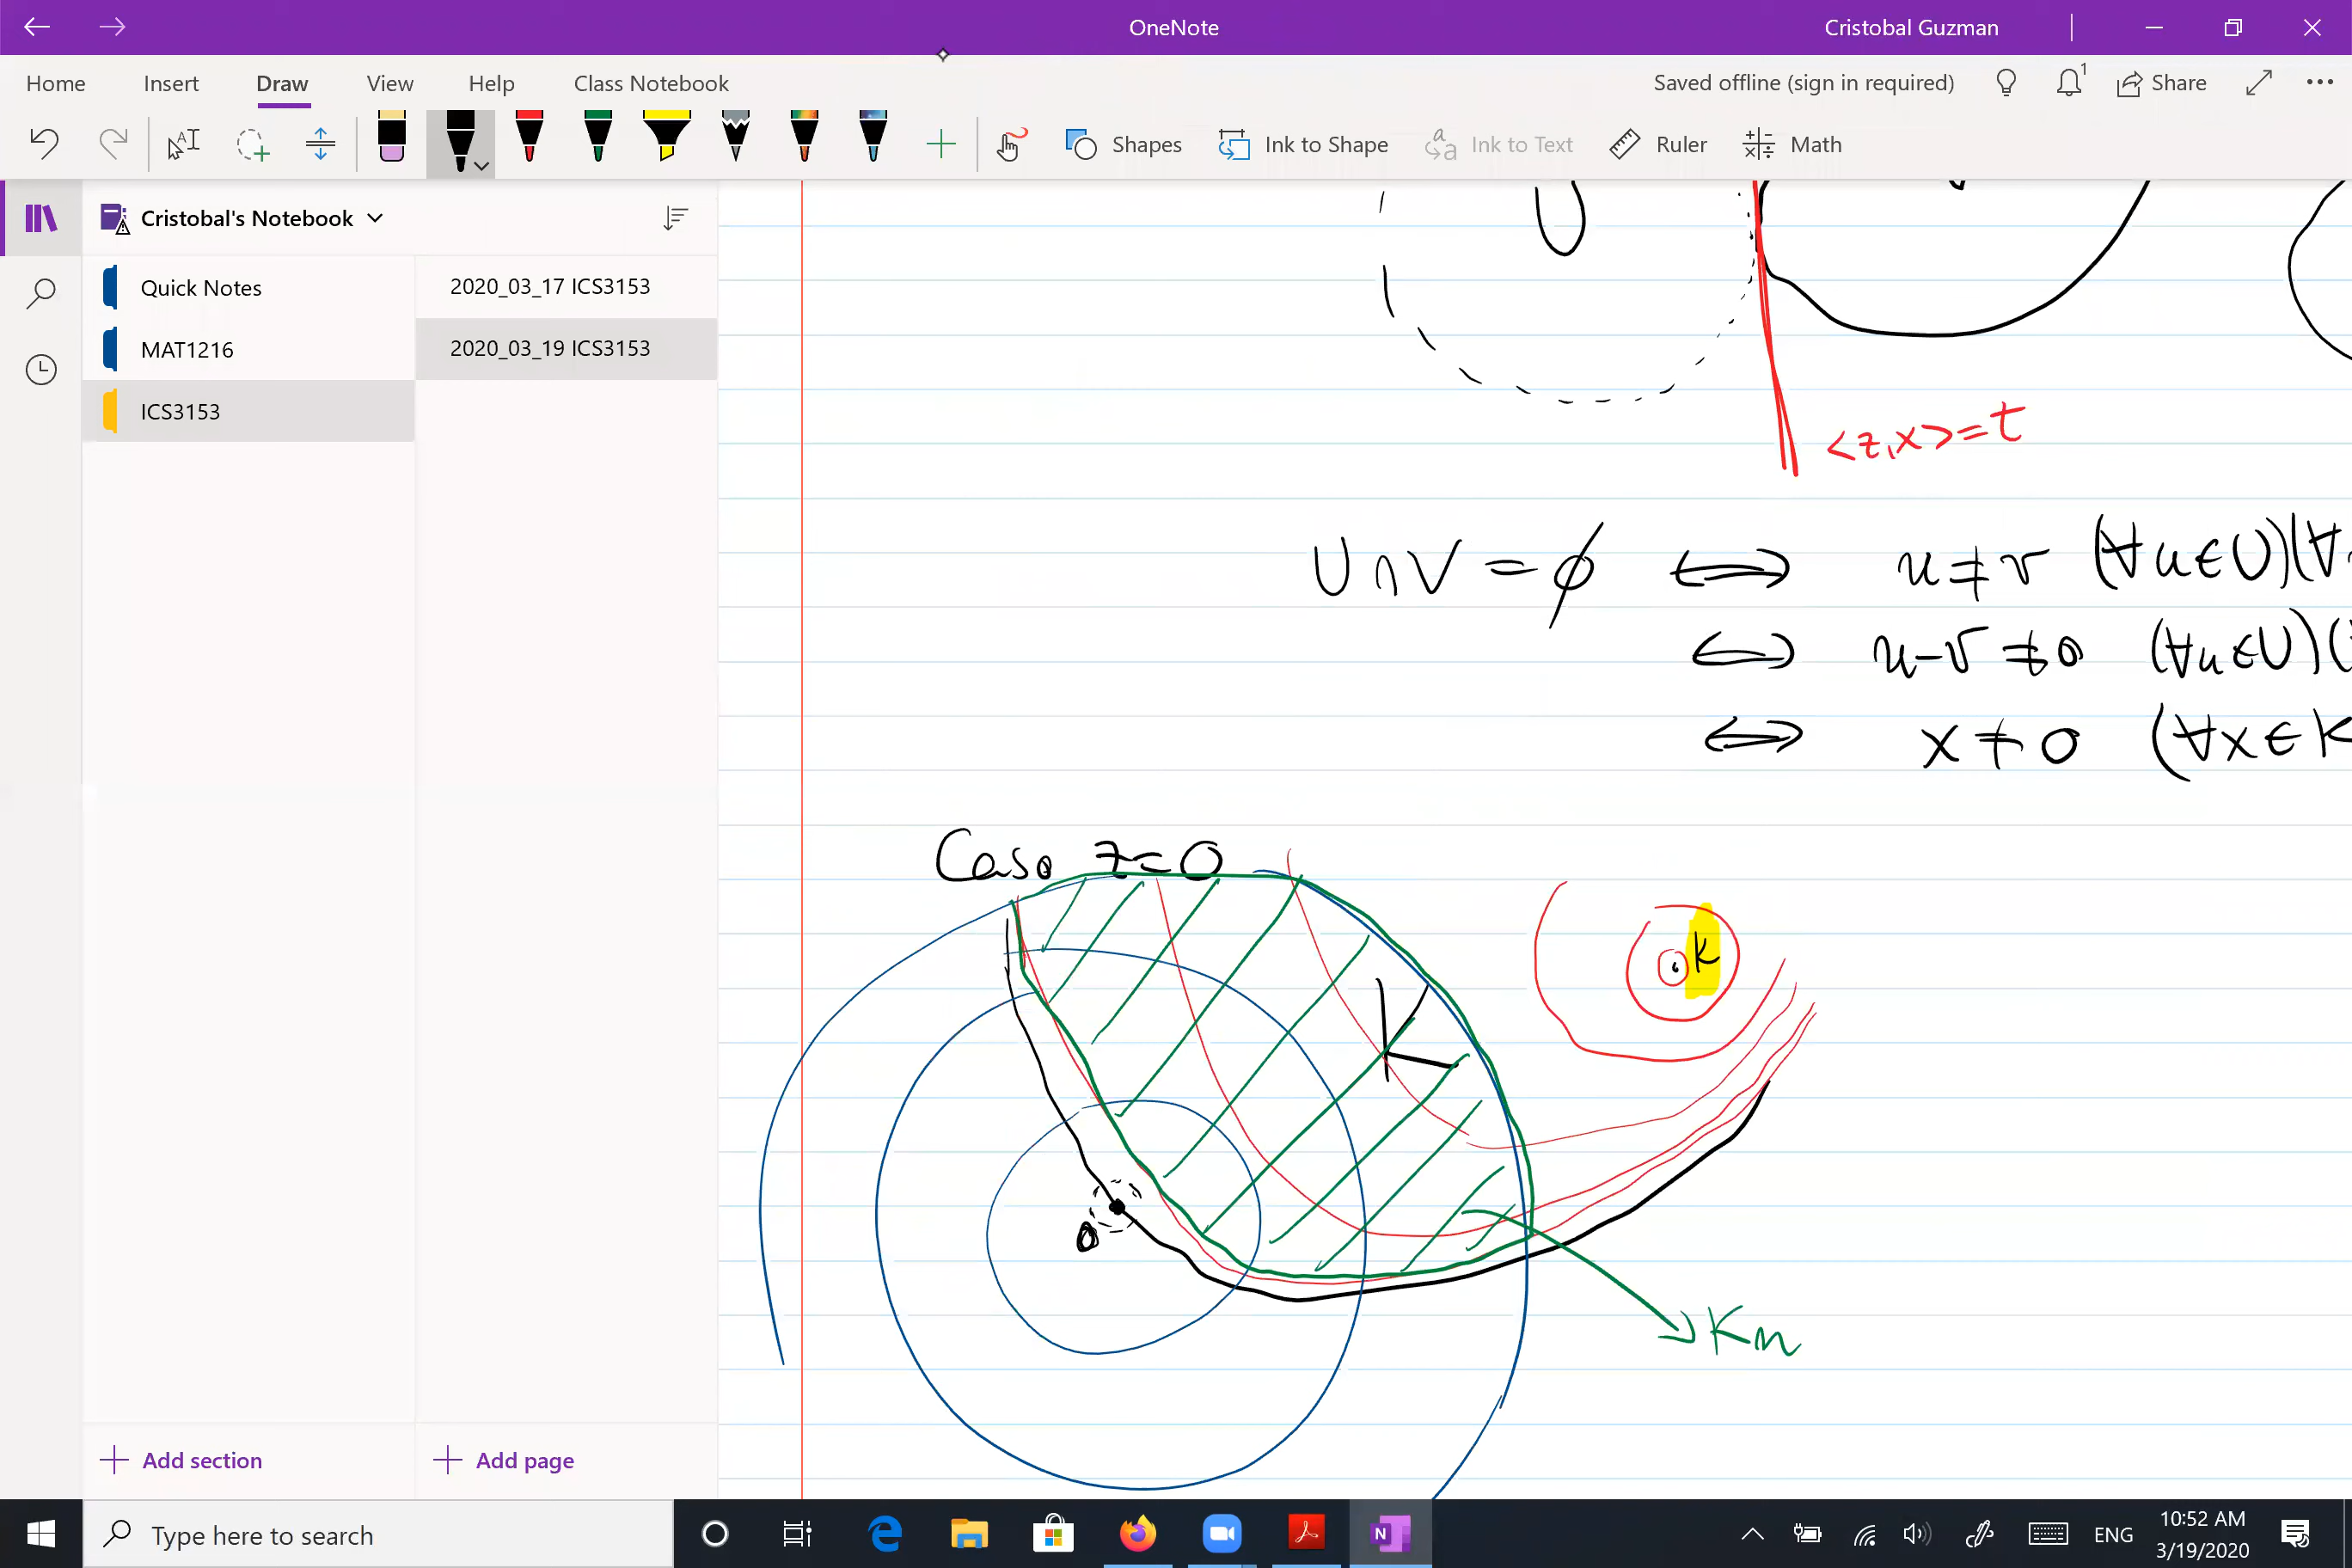 OneNote
Cristobal Guzman
Home Insert Draw View Help Class Notebook
Saved offline (sign in required)
1
Share
Shapes
Ink to Shape
Ink to Text
Ruler
Math
Cristobal's Notebook
Quick Notes
MAT1216
ICS3153
2020_03_17 ICS3153
2020_03_19 ICS3153
U
<z,x>=t
U∩V = ϕ ⟺ u≠v (∀u∈U)(∀
⟺ u-v≠0 (∀u∈U)(
⟺ x≠0 (∀x∈K
Caso z=0
K
K
0
Kn
Add section
Add page
Type here to search
ENG
10:52 AM
3/19/2020